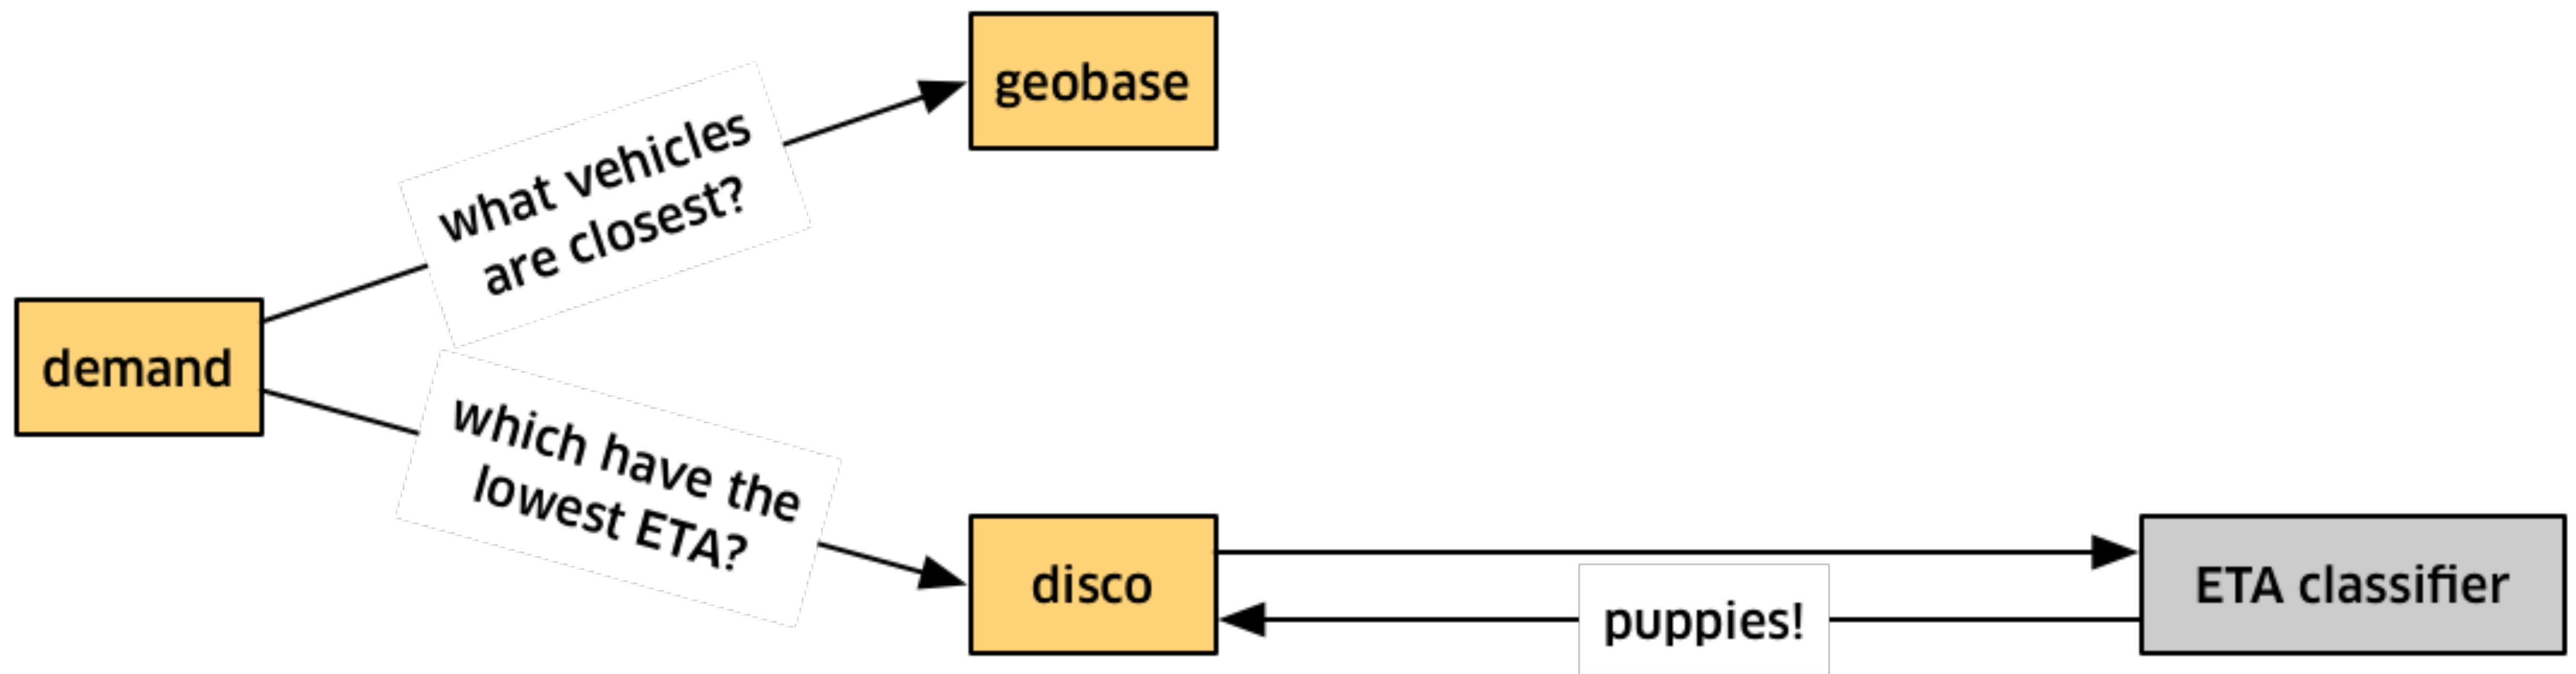 geobase
what vehicles
are closest?
demand
which have the
lowest ETA?
disco
ETA classifier
puppies!